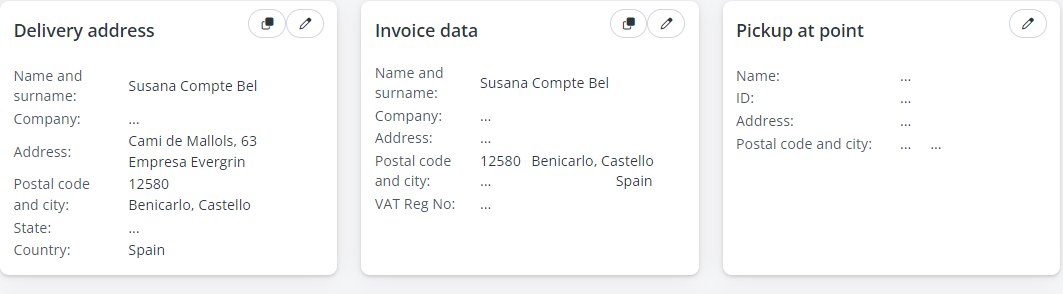 Delivery address
Name and surname: Susana Compte Bel
Company: ...
Address: Cami de Mallols, 63
Empresa Evergrin
Postal code and city: 12580
Benicarlo, Castello
State: ...
Country: Spain
Invoice data
Name and surname: Susana Compte Bel
Company: ...
Address: ...
Postal code and city: 12580 Benicarlo, Castello
... Spain
VAT Reg No: ...
Pickup at point
Name: ...
ID: ...
Address: ...
Postal code and city: ... ...